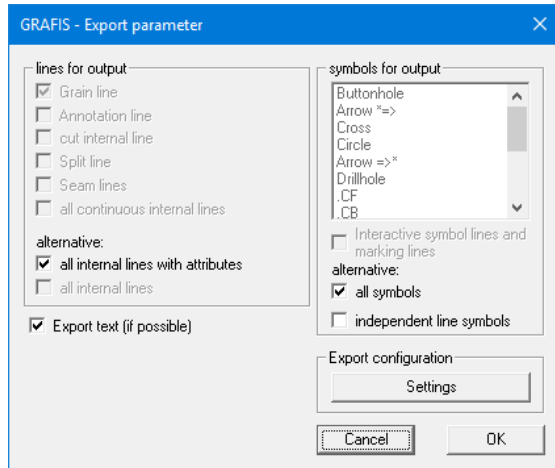 GRAFIS - Export parameter
lines for output
Grain line
Annotation line
cut internal line
Split line
Seam lines
all continuous internal lines
alternative:
all internal lines with attributes
all internal lines
Export text (if possible)
symbols for output
Buttonhole
Arrow *=>
Cross
Circle
Arrow =>*
Drillhole
.CF
.CB
Interactive symbol lines and
marking lines
alternative:
all symbols
independent line symbols
Export configuration
Settings
Cancel
OK